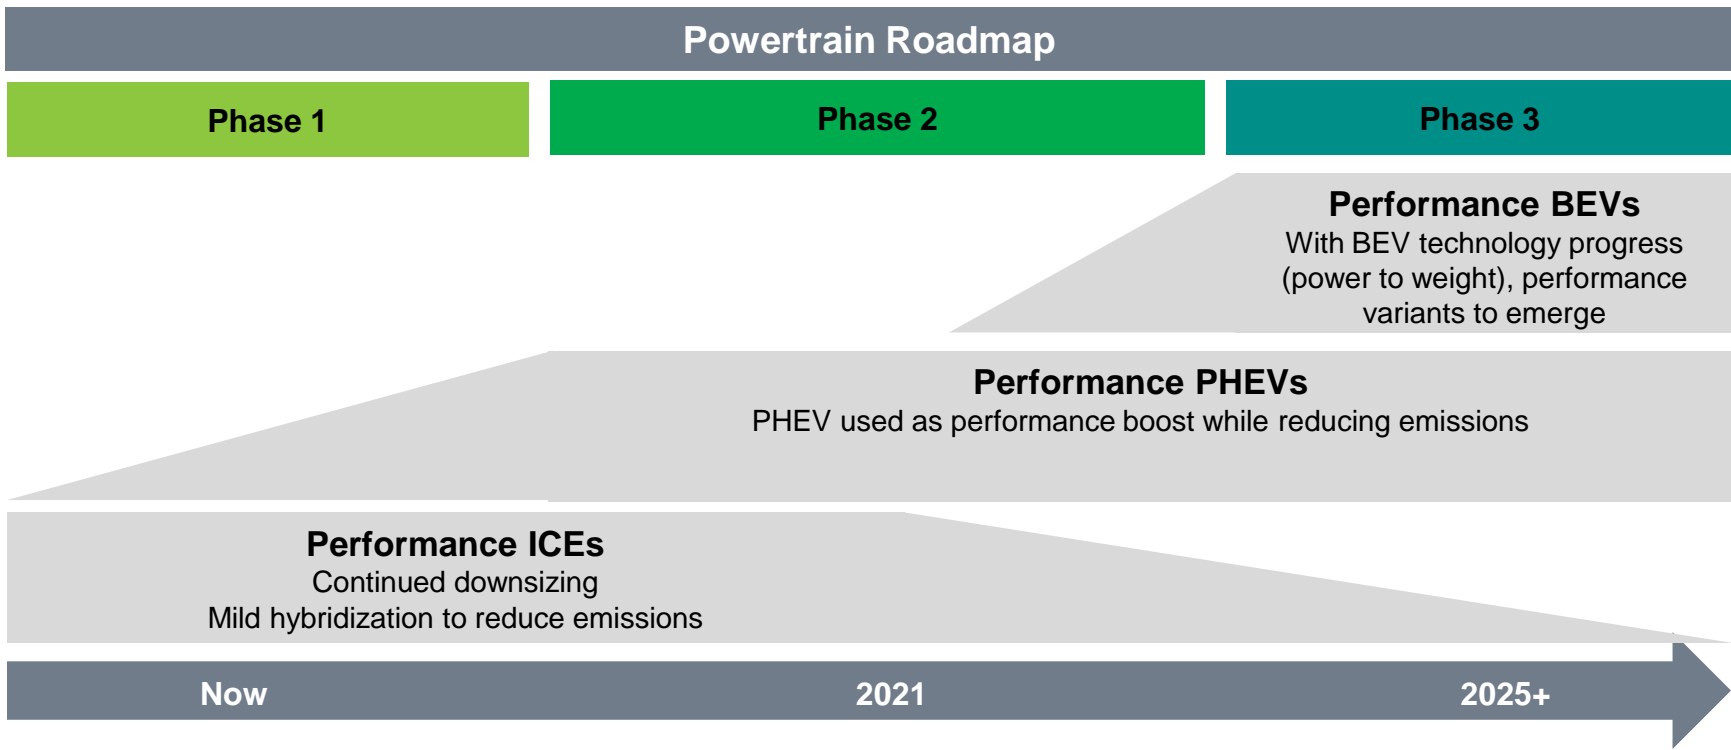 Powertrain Roadmap
Phase 1
Phase 2
Phase 3
Performance BEVs
With BEV technology progress
(power to weight), performance
variants to emerge
Performance PHEVs
PHEV used as performance boost while reducing emissions
Performance ICEs
Continued downsizing
Mild hybridization to reduce emissions
Now
2021
2025+